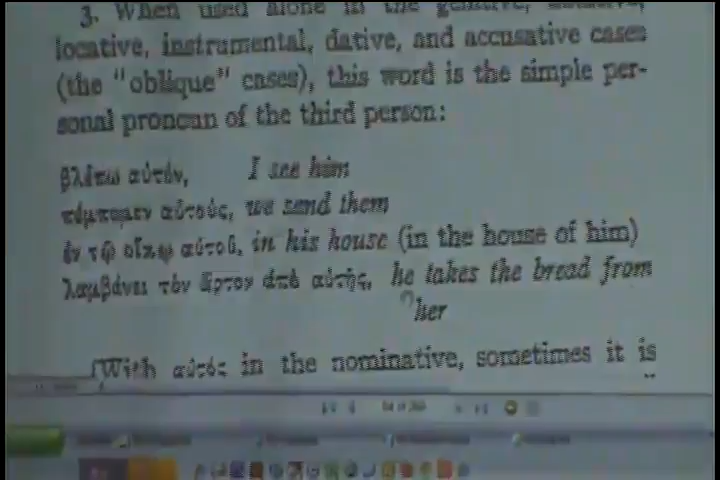 3. When used alone in the genitive, ablative,
locative, instrumental, dative, and accusative cases
(the "oblique" cases), this word is the simple per-
sonal pronoun of the third person:
βλέπω αὐτόν, I see him
πέμπομεν αὐτούς, we send them
ἐν τῷ οἴκῳ αὐτοῦ, in his house (in the house of him)
λαμβάνει τὸν ἄρτον ἀπὸ αὐτῆς, he takes the bread from
her
(With αὐτός in the nominative, sometimes it is